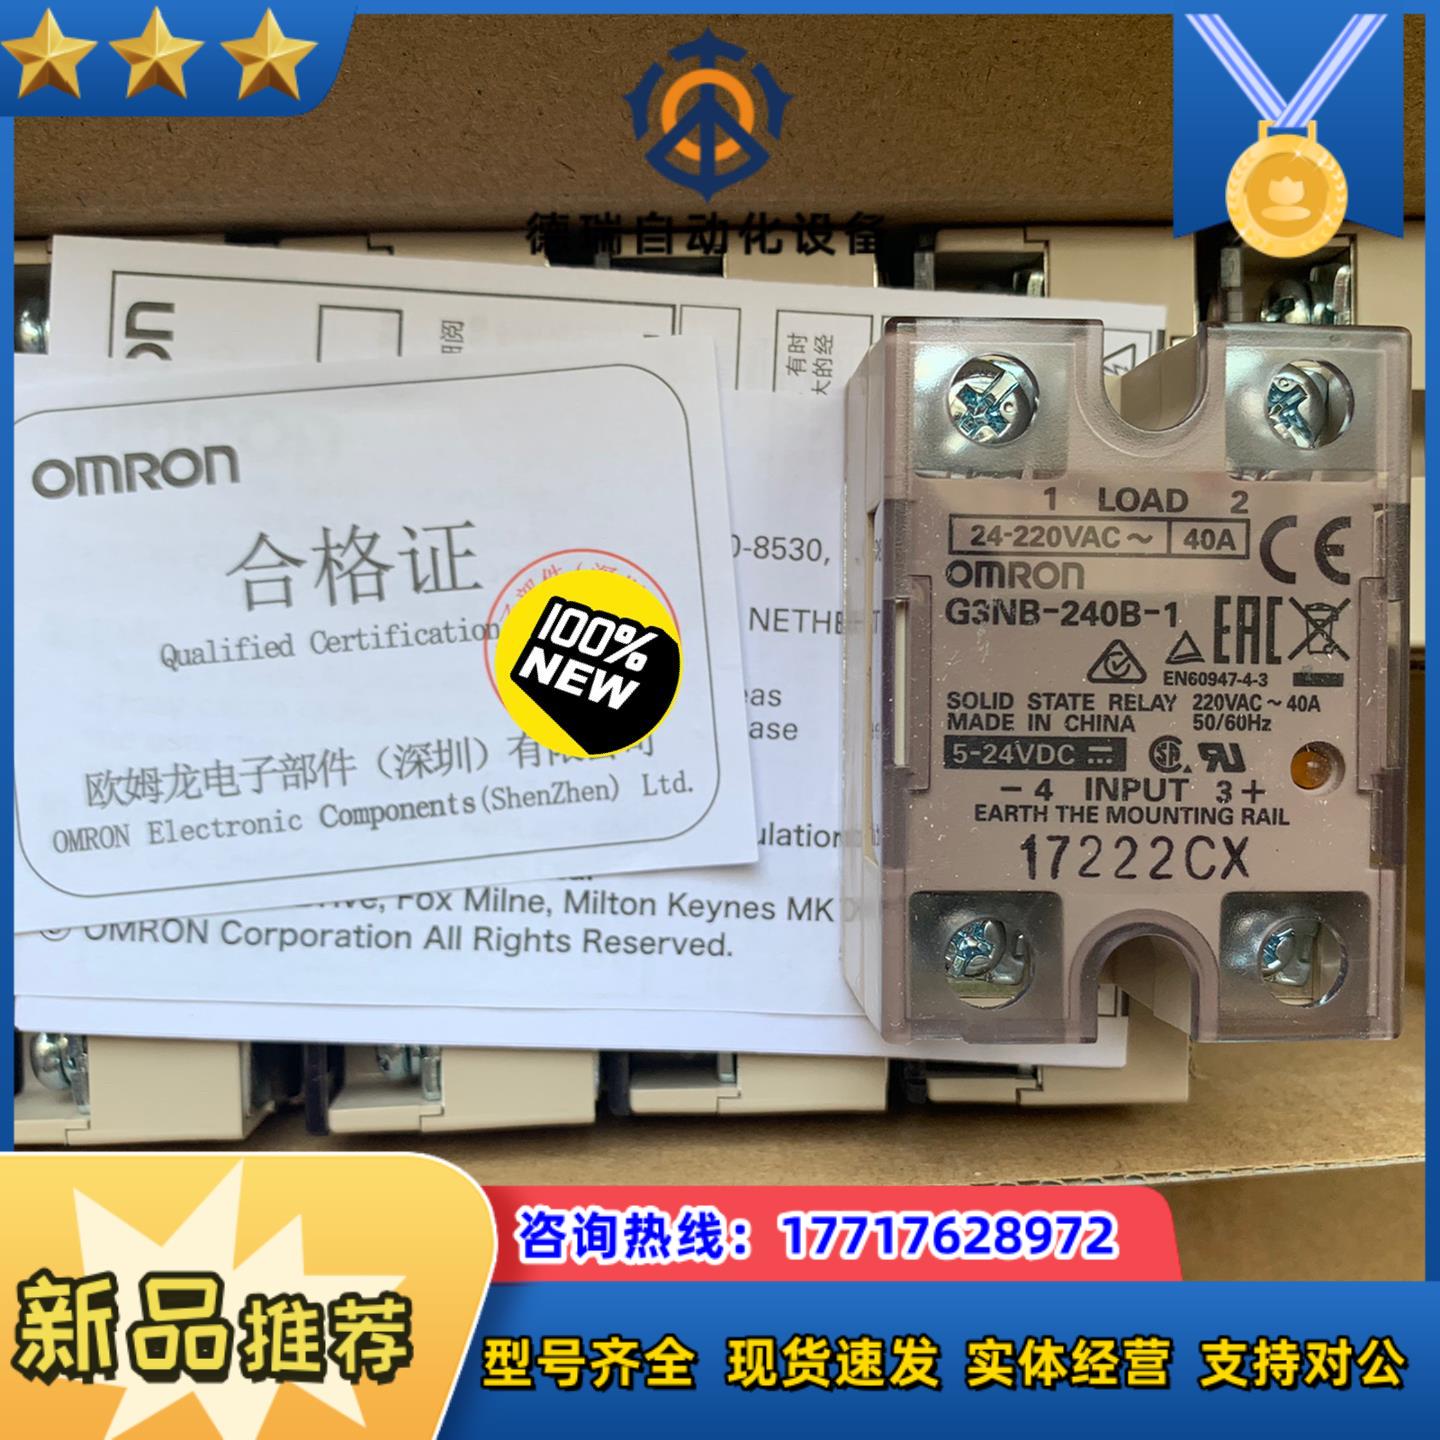 德瑞自动化设备
on
细阅
有时
大的经
OMRON
合格证
Qualified Certification
100%
NEW
欧姆龙电子部件（深圳）有限公司
OMRON Electronic Components(ShenZhen) Ltd.
0-8530,
NETHE
eas
ase
ulation
Drive, Fox Milne, Milton Keynes MK
© OMRON Corporation All Rights Reserved.
1 LOAD 2
24-220VAC～ 40A
CE
OMRON
G3NB-240B-1
EAC
EN60947-4-3
SOLID STATE RELAY 220VAC～40A
MADE IN CHINA 50/60Hz
5-24VDC
－4 INPUT 3＋
EARTH THE MOUNTING RAIL
17222CX
咨询热线：17717628972
新品推荐
型号齐全 现货速发 实体经营 支持对公